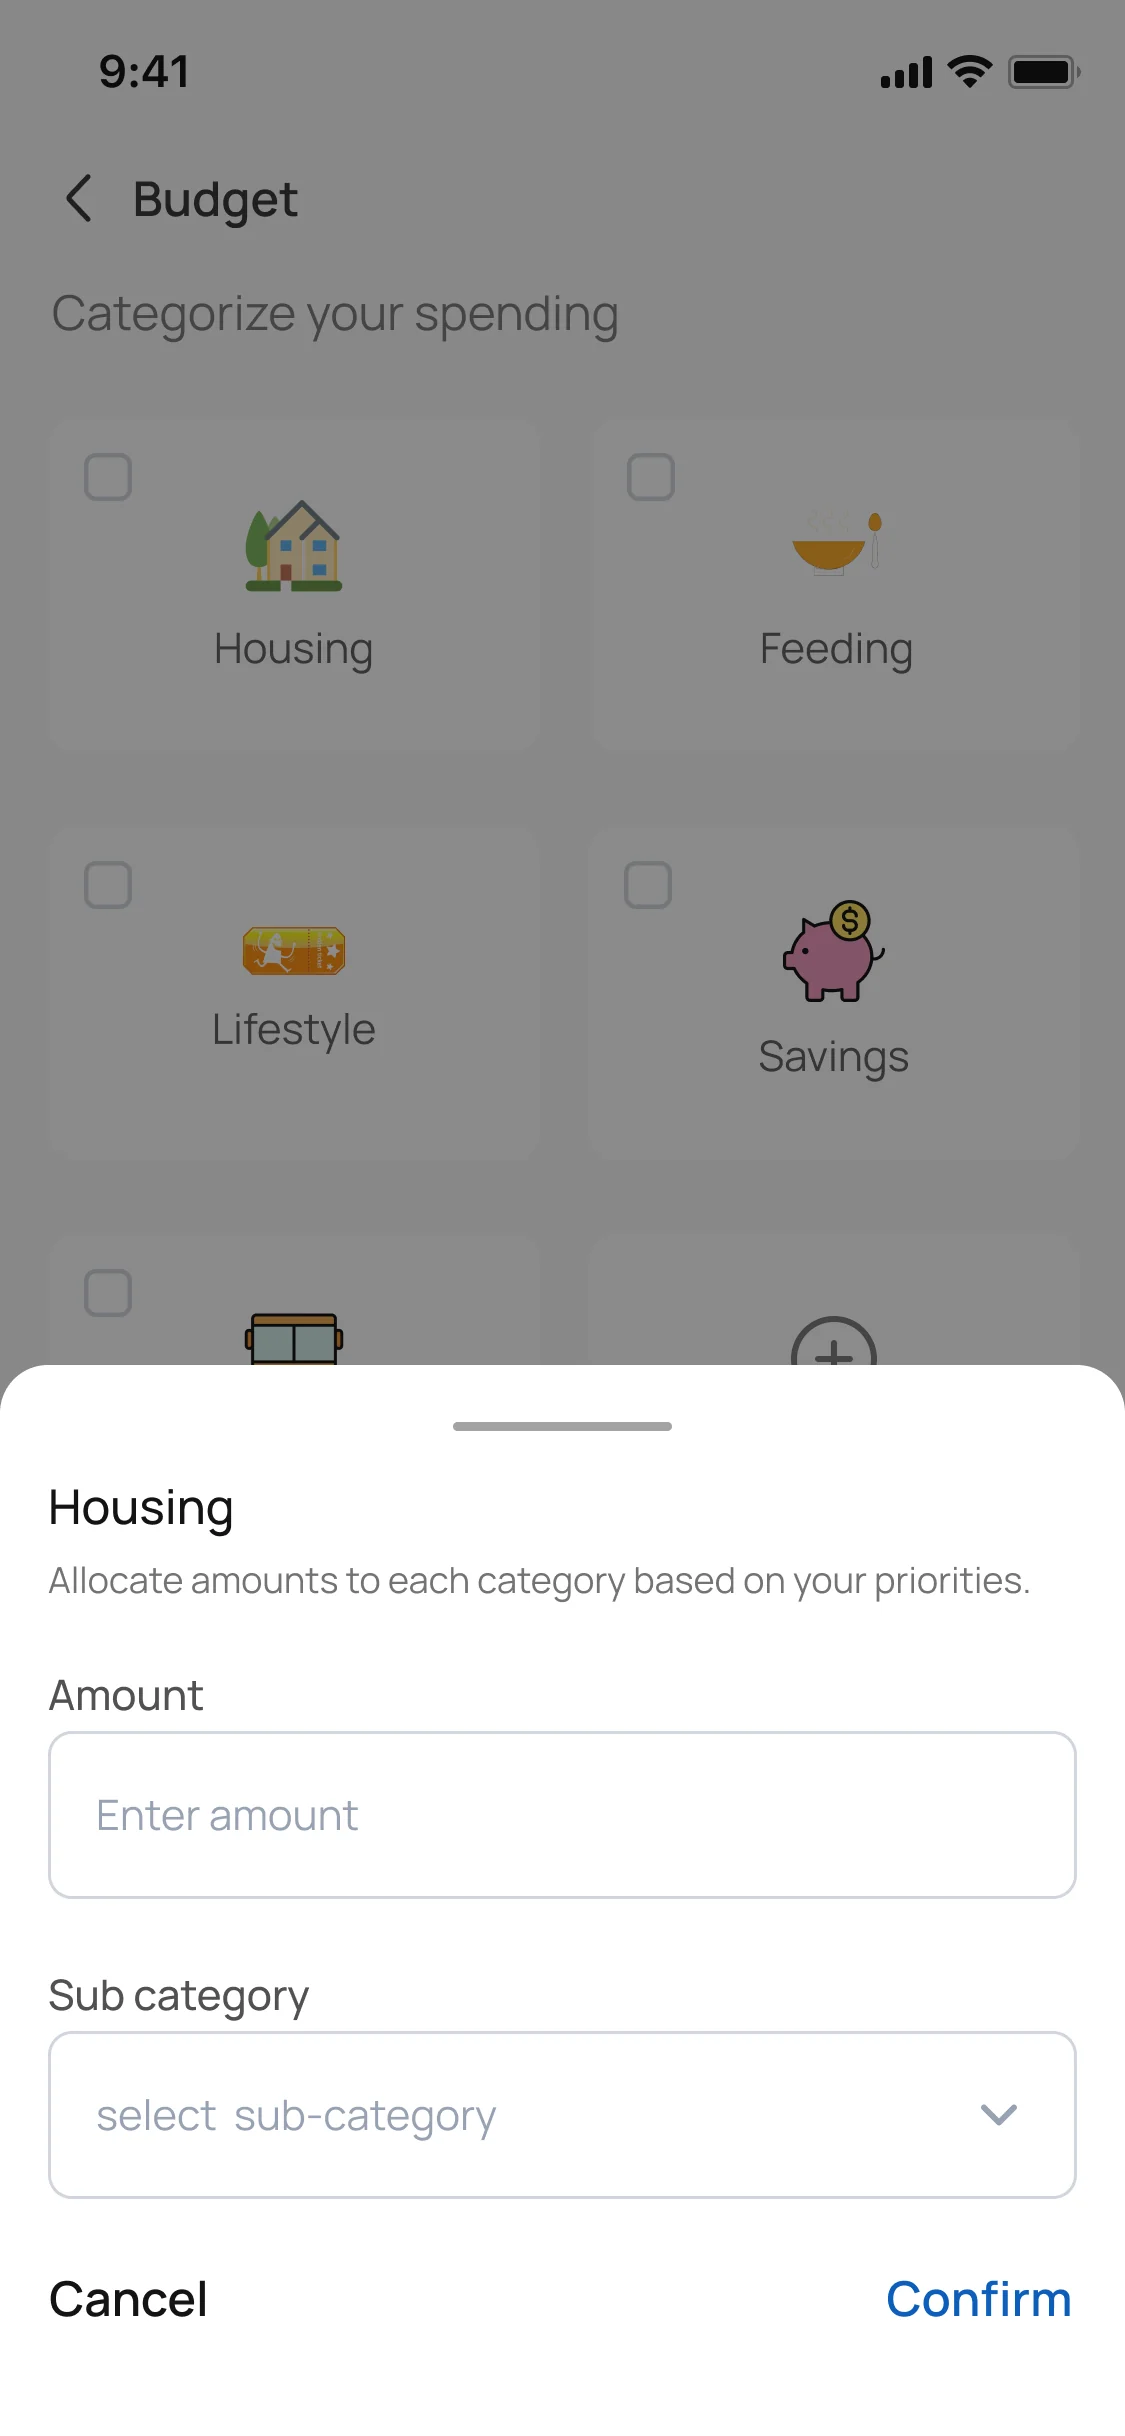 9:41
Budget
Categorize your spending
Housing
Feeding
Lifestyle
$
Savings
Housing
Allocate amounts to each category based on your priorities.
Amount
Enter amount
Sub category
select sub-category
Cancel
Confirm